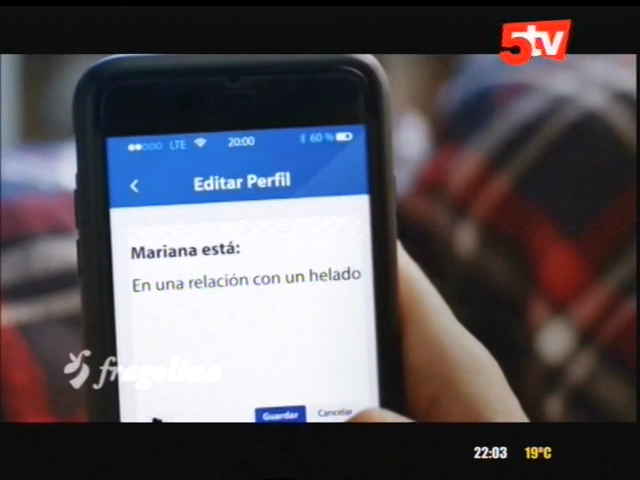 5tv
LTE 20:00 60 %
Editar Perfil
Mariana está:
En una relación con un helado
fragolina
Guardar Cancelar
22:03 19°C